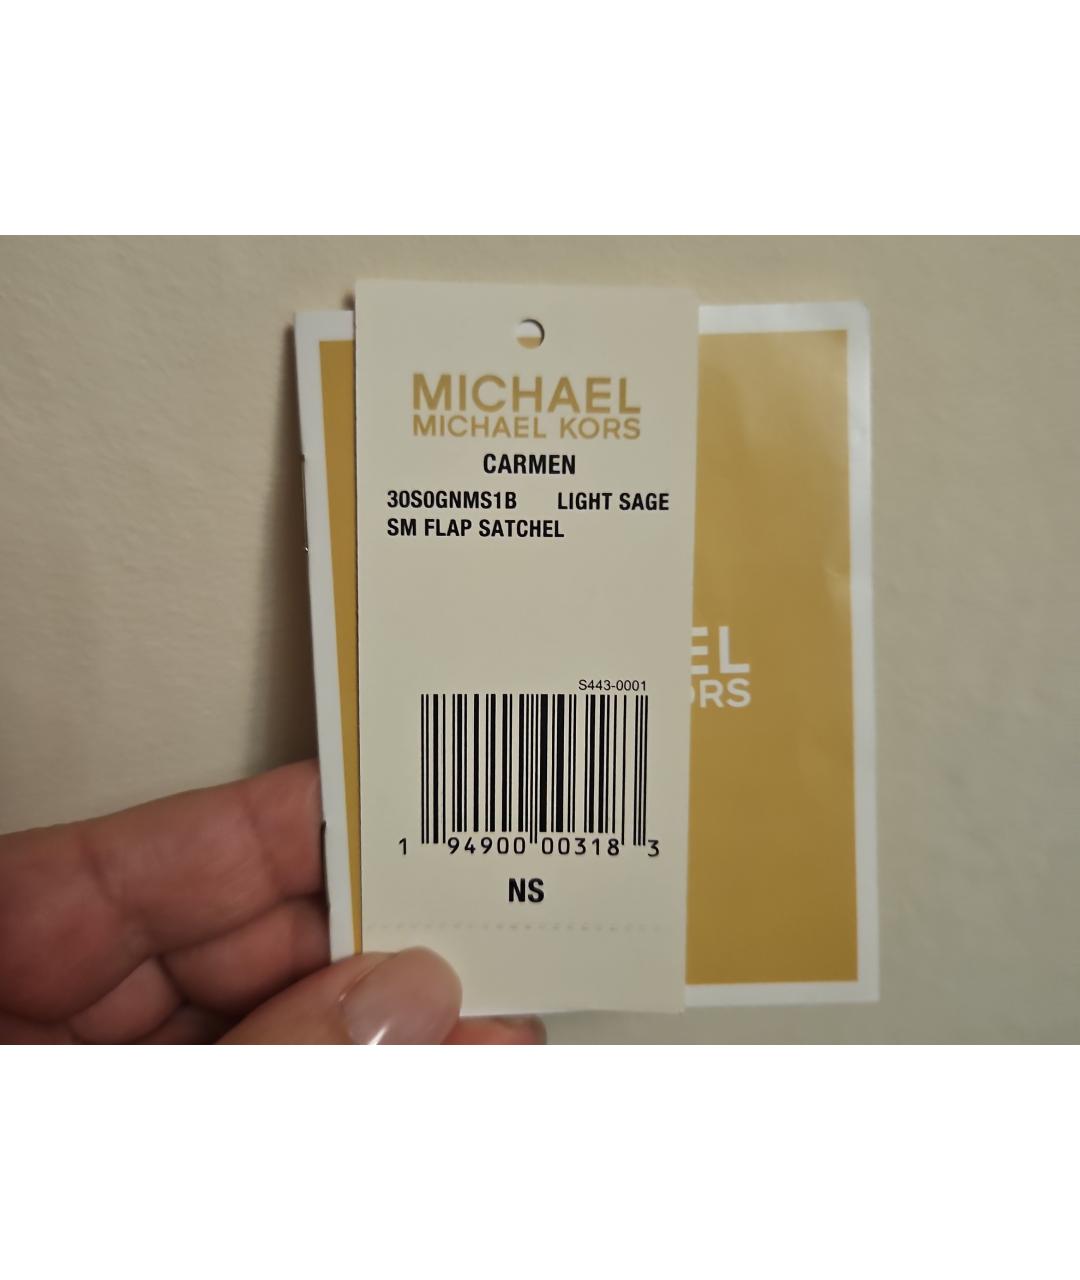 MICHAEL
MICHAEL KORS
CARMEN
30S0GNMS1B LIGHT SAGE
SM FLAP SATCHEL
S443-0001
1 94900 00318 3
NS
EL
ORS